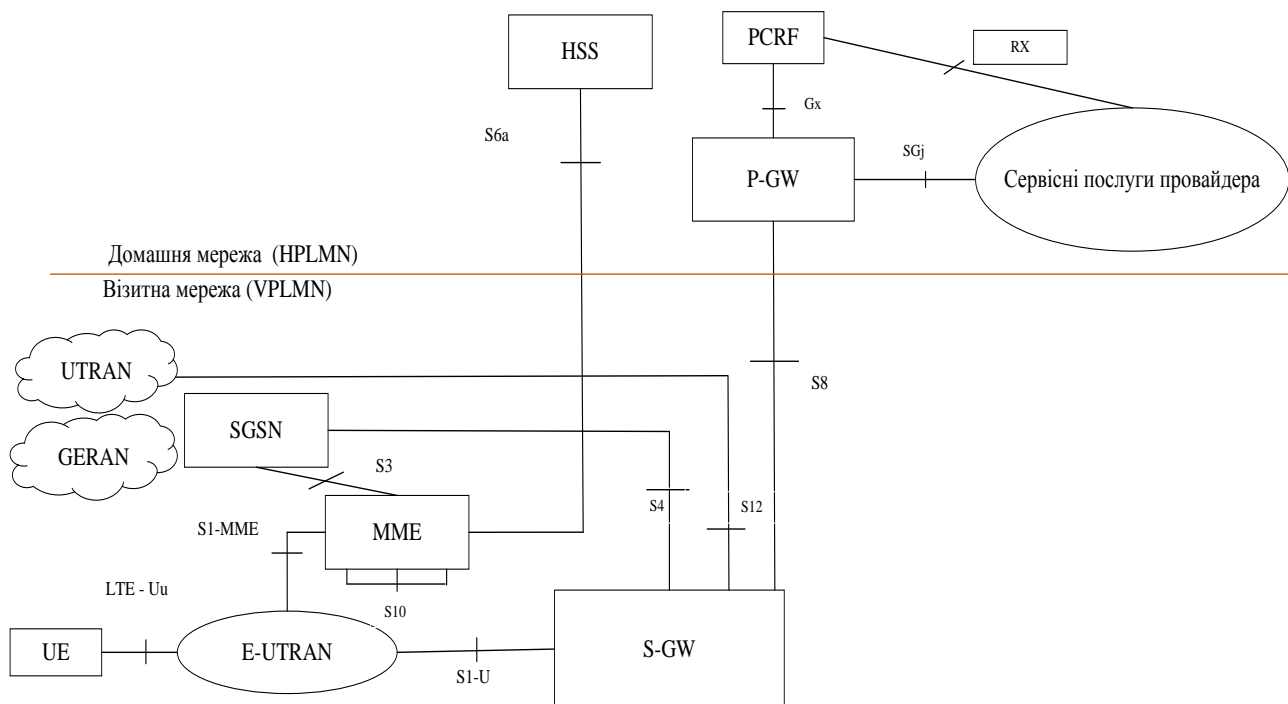 HSS
PCRF
RX
Gx
S6a
SGj
P-GW
Сервісні послуги провайдера
Домашня мережа (HPLMN)
Візитна мережа (VPLMN)
UTRAN
S8
SGSN
GERAN
S3
S4
S12
S1-MME
MME
LTE - Uu
S10
UE
E-UTRAN
S-GW
S1-U